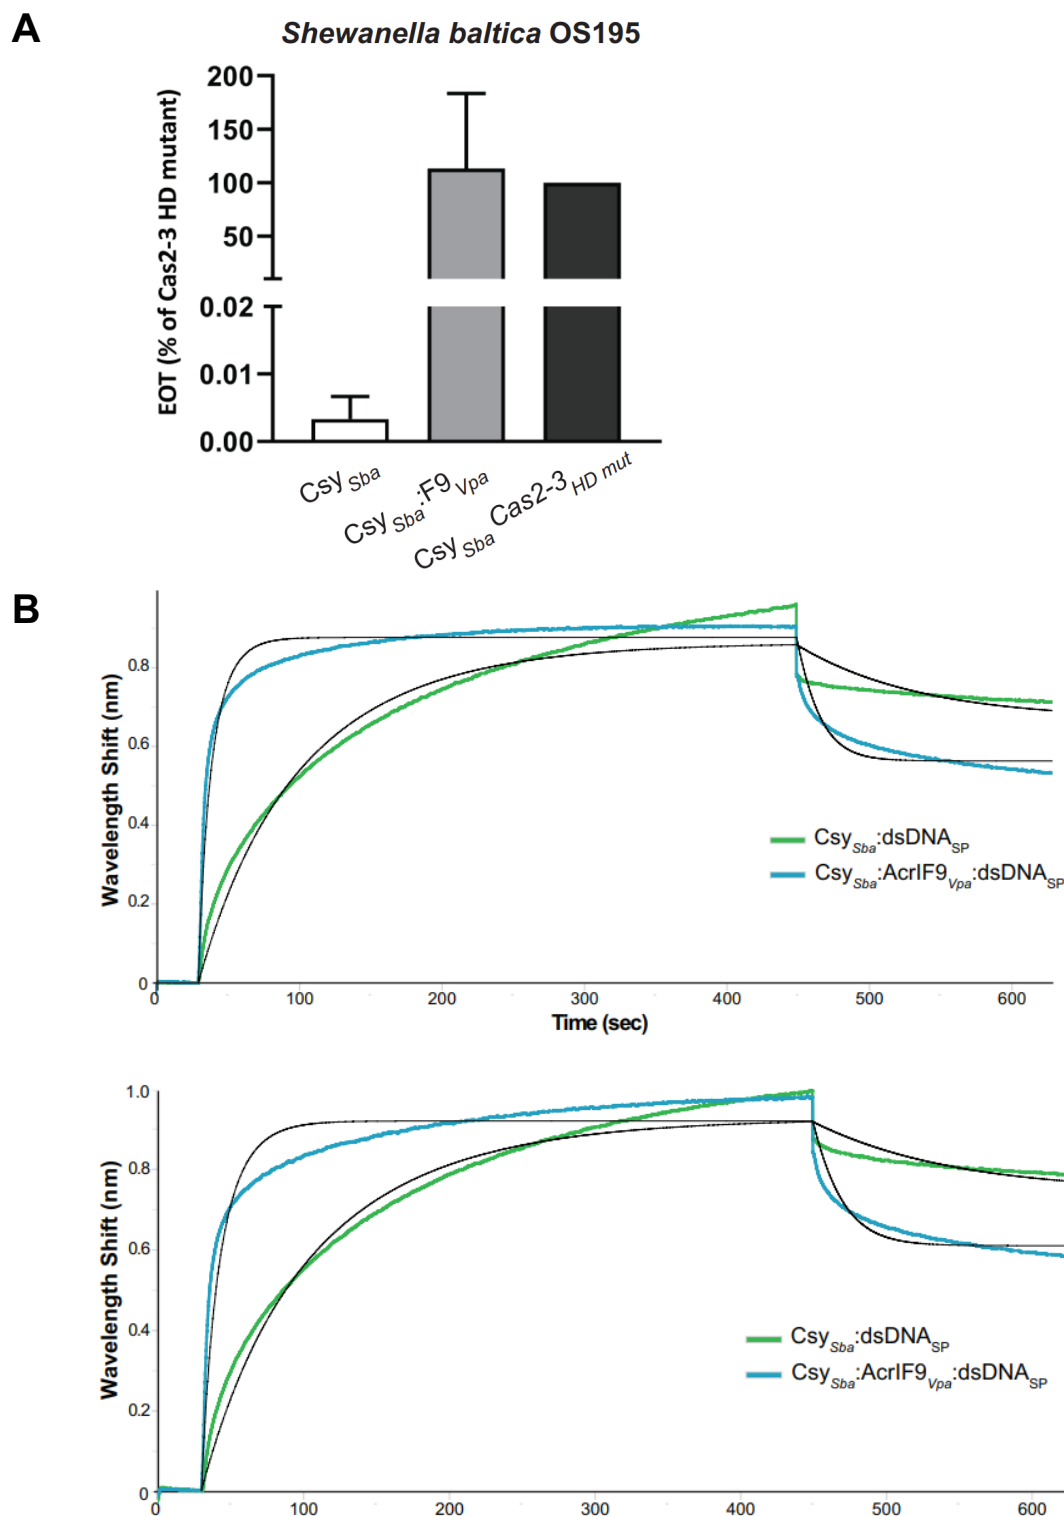 A
Shewanella baltica OS195
EOT (% of Cas2-3 HD mutant)
200
150
100
50
0.02
0.01
0.00
Csy Sba
Csy Sba:F9 Vpa
Csy Sba Cas2-3 HD mut
B
Wavelength Shift (nm)
0.8
0.6
0.4
0.2
0
0 100 200 300 400 500 600
Time (sec)
CsySba:dsDNASP
CsySba:AcrIF9Vpa:dsDNASP
Wavelength Shift (nm)
1.0
0.8
0.6
0.4
0.2
0
0 100 200 300 400 500 600
CsySba:dsDNASP
CsySba:AcrIF9Vpa:dsDNASP